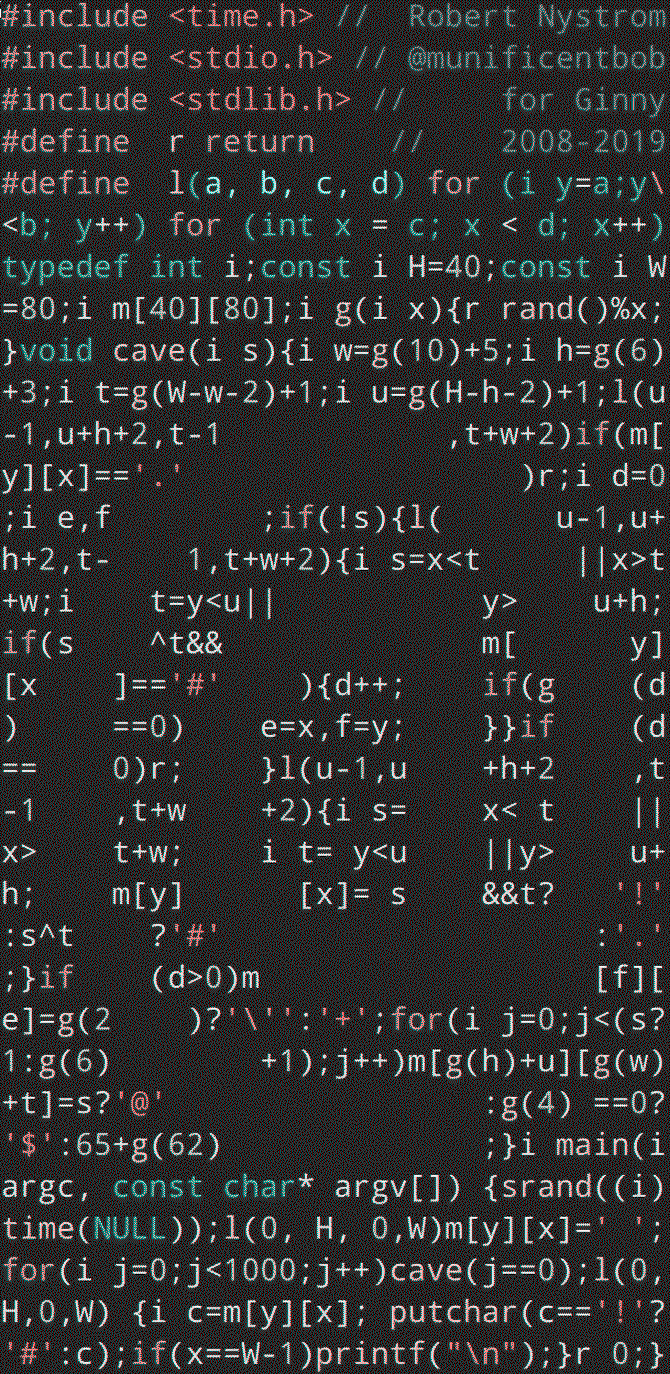 #include <time.h> //  Robert Nystrom
#include <stdio.h> // @munificentbob
#include <stdlib.h> //     for Ginny
#define  r return    //    2008-2019
#define  l(a, b, c, d) for (i y=a;y\
<b; y++) for (int x = c; x < d; x++)
typedef int i;const i H=40;const i W
=80;i m[40][80];i g(i x){r rand()%x;
}void cave(i s){i w=g(10)+5;i h=g(6)
+3;i t=g(W-w-2)+1;i u=g(H-h-2)+1;l(u
-1,u+h+2,t-1            ,t+w+2)if(m[
y][x]=='.'                  )r;i d=0
;i e,f        ;if(!s){l(      u-1,u+
h+2,t-    1,t+w+2){i s=x<t     ||x>t
+w;i    t=y<u||           y>    u+h;
if(s    ^t&&              m[      y]
[x    ]=='#'    ){d++;    if(g    (d
)     ==0)    e=x,f=y;    }}if    (d
==    0)r;    }l(u-1,u    +h+2    ,t
-1    ,t+w    +2){i s=    x< t    ||
x>    t+w;    i t= y<u    ||y>    u+
h;    m[y]      [x]= s    &&t?   '!'
:s^t    ?'#'                    :'.'
;}if    (d>0)m                  [f][
e]=g(2    )?'\'':'+';for(i j=0;j<(s?
1:g(6)        +1);j++)m[g(h)+u][g(w)
+t]=s?'@'                 :g(4) ==0?
'$':65+g(62)              ;}i main(i
argc, const char* argv[]) {srand((i)
time(NULL));l(0, H, 0,W)m[y][x]=' ';
for(i j=0;j<1000;j++)cave(j==0);l(0,
H,0,W) {i c=m[y][x]; putchar(c=='!'?
'#':c);if(x==W-1)printf("\n");}r 0;}